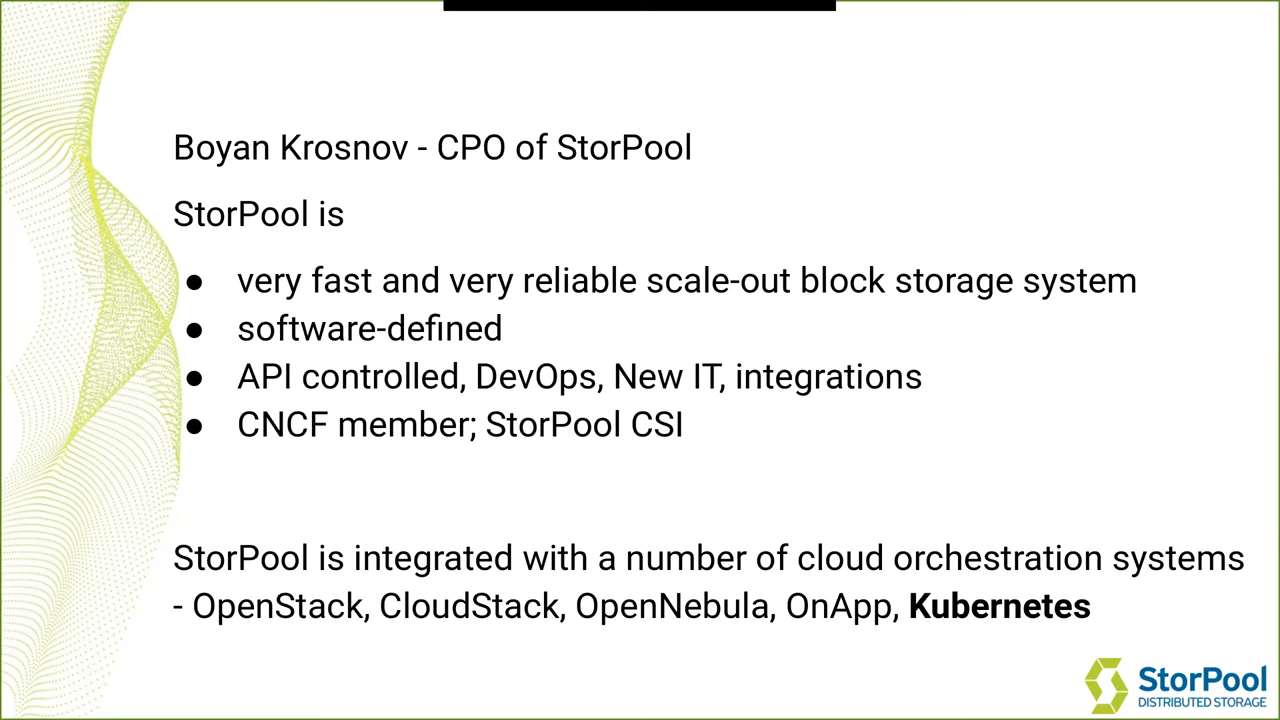 Boyan Krosnov - CPO of StorPool
StorPool is
● very fast and very reliable scale-out block storage system
● software-defined
● API controlled, DevOps, New IT, integrations
● CNCF member; StorPool CSI
StorPool is integrated with a number of cloud orchestration systems
- OpenStack, CloudStack, OpenNebula, OnApp, Kubernetes
StorPool
DISTRIBUTED STORAGE